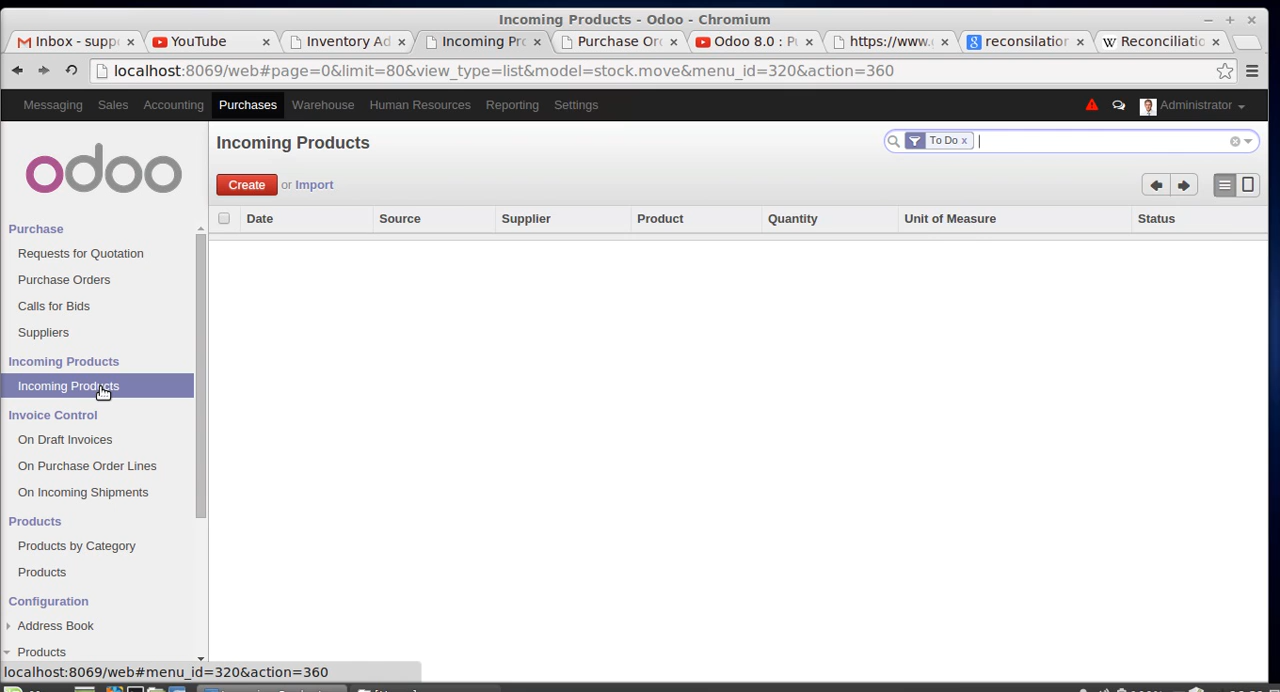 Incoming Products - Odoo - Chromium
Inbox - supp
YouTube
Inventory Ad
Incoming Pr
Purchase Or
Odoo 8.0 : P
https://www.
reconsilation
Reconciliatio
localhost:8069/web#page=0&limit=80&view_type=list&model=stock.move&menu_id=320&action=360
Messaging Sales Accounting Purchases Warehouse Human Resources Reporting Settings Administrator
odoo
Incoming Products
To Do x
Create or Import
Date Source Supplier Product Quantity Unit of Measure Status
Purchase
Requests for Quotation
Purchase Orders
Calls for Bids
Suppliers
Incoming Products
Incoming Products
Invoice Control
On Draft Invoices
On Purchase Order Lines
On Incoming Shipments
Products
Products by Category
Products
Configuration
Address Book
Products
localhost:8069/web#menu_id=320&action=360